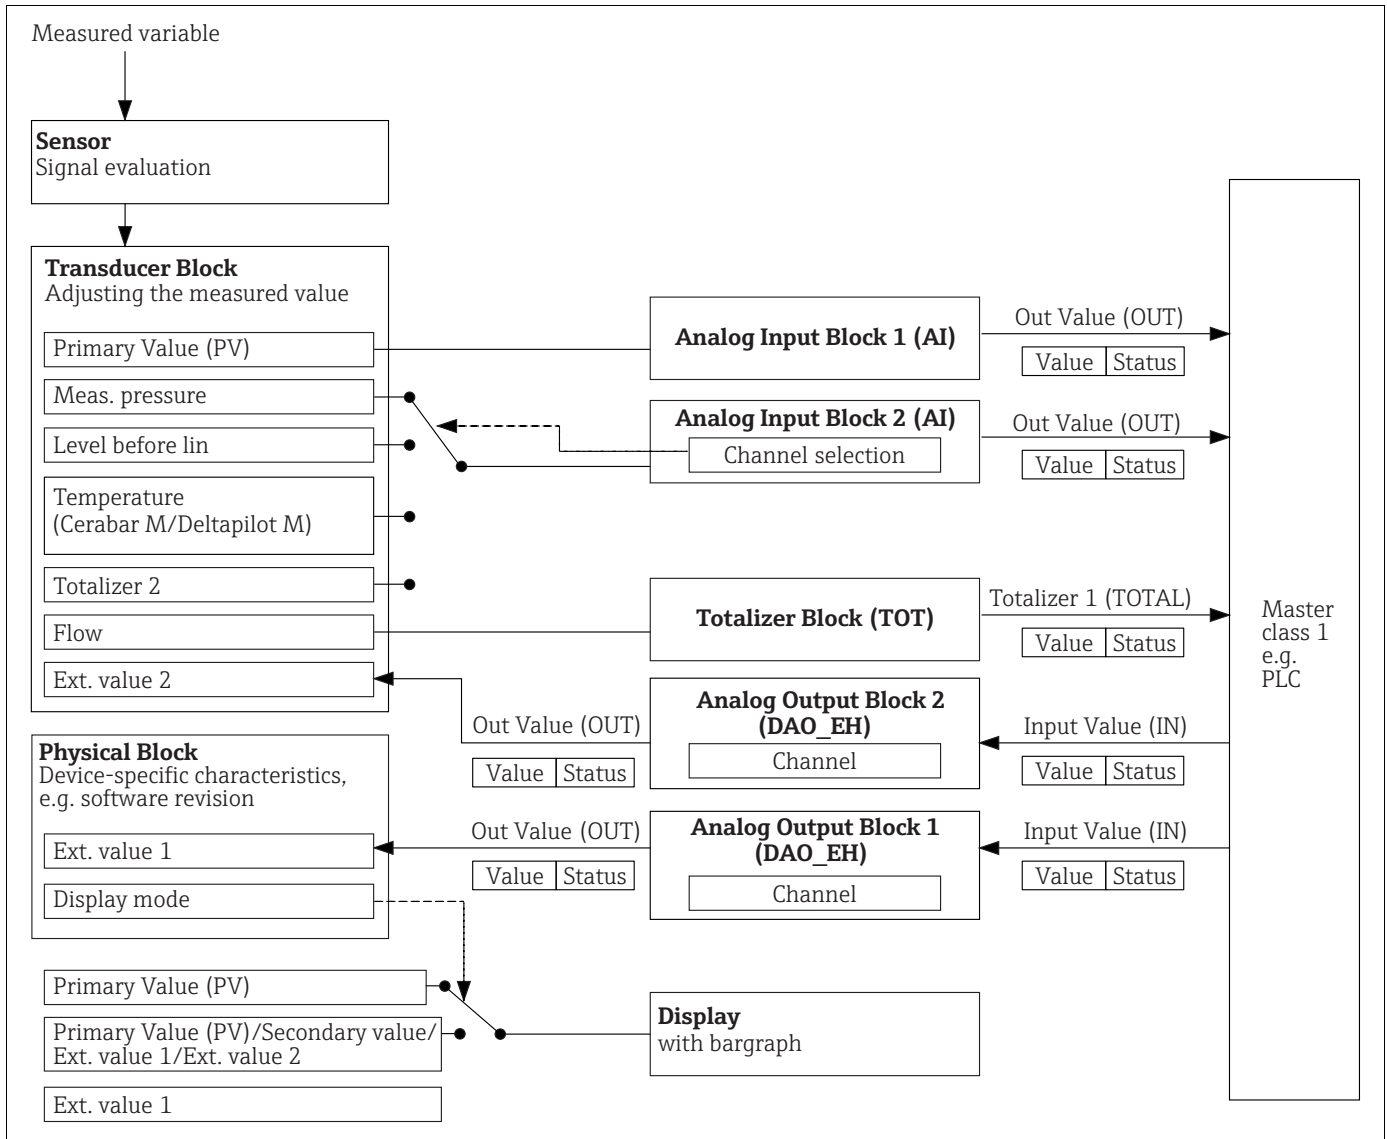 Measured variable
Sensor
Signal evaluation
Transducer Block
Adjusting the measured value
Primary Value (PV)
Meas. pressure
Level before lin
Temperature
(Cerabar M/Deltapilot M)
Totalizer 2
Flow
Ext. value 2
Physical Block
Device-specific characteristics,
e.g. software revision
Ext. value 1
Display mode
Primary Value (PV)
Primary Value (PV)/Secondary value/
Ext. value 1/Ext. value 2
Ext. value 1
Analog Input Block 1 (AI)
Out Value (OUT)
Value Status
Analog Input Block 2 (AI)
Channel selection
Out Value (OUT)
Value Status
Totalizer Block (TOT)
Totalizer 1 (TOTAL)
Value Status
Analog Output Block 2
(DAO_EH)
Channel
Out Value (OUT)
Value Status
Input Value (IN)
Value Status
Analog Output Block 1
(DAO_EH)
Channel
Out Value (OUT)
Value Status
Input Value (IN)
Value Status
Display
with bargraph
Master
class 1
e.g.
PLC